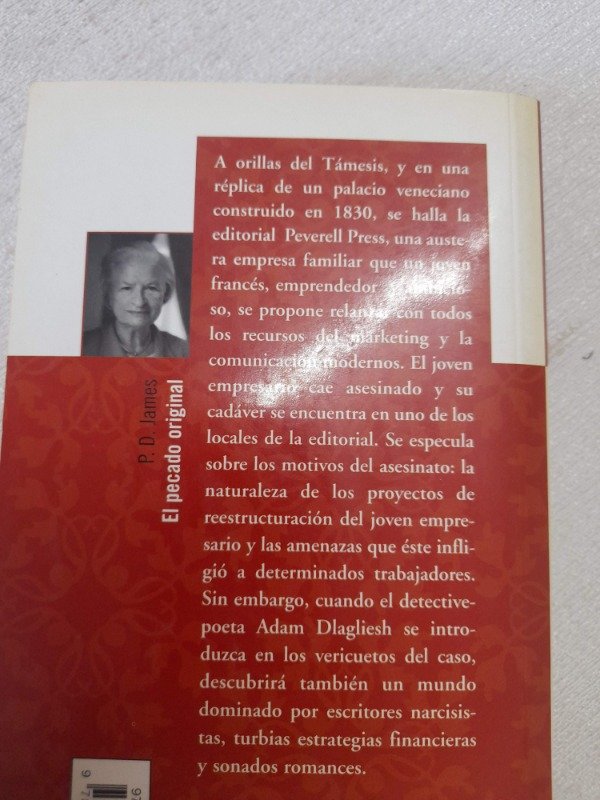 A orillas del Támesis, y en una
réplica de un palacio veneciano
construido en 1830, se halla la
editorial Peverell Press, una auste-
ra empresa familiar que un joven
francés, emprendedor
so, se propone relanzar con todos
los recursos del marketing y la
comunicación modernos. El joven
empresario cae asesinado y su
cadáver se encuentra en uno de los
locales de la editorial. Se especula
sobre los motivos del asesinato: la
naturaleza de los proyectos de
reestructuración del joven empre-
sario y las amenazas que éste infli-
gió a determinados trabajadores.
Sin embargo, cuando el detective-
poeta Adam Dlagliesh se intro-
duzca en los vericuetos del caso,
descubrirá también un mundo
dominado por escritores narcisis-
tas, turbias estrategias financieras
y sonados romances.
P. D. James
El pecado original